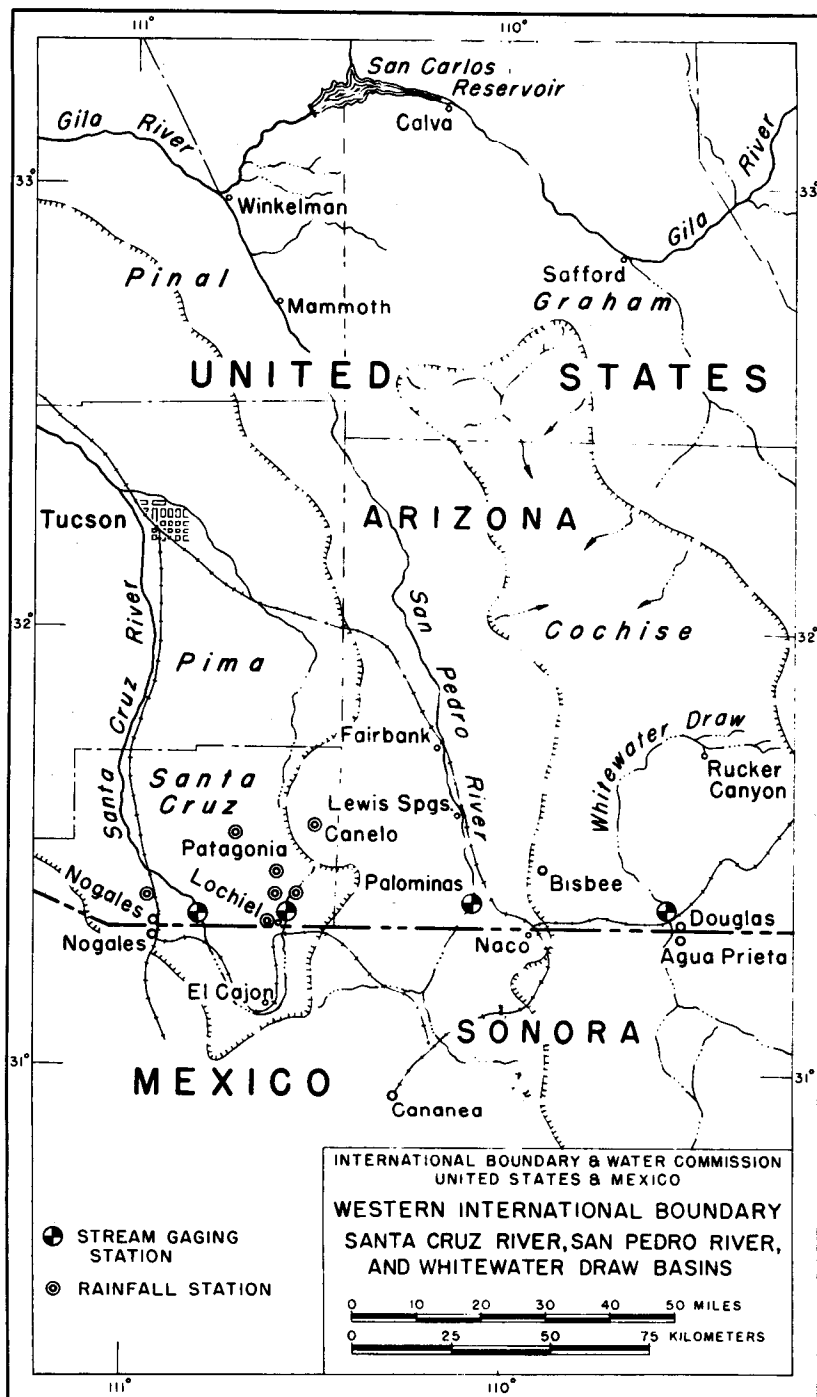 111°
110°
San Carlos
Reservoir
Calva
Gila River
Gila River
33°
33°
Winkelman
Safford
Graham
Pinal
Mammoth
UNITED STATES
Tucson
ARIZONA
San Pedro River
32°
32°
Cochise
Santa Cruz River
Pima
Fairbank
Whitewater Draw
Rucker
Canyon
Santa
Cruz
Lewis Spgs.
Canelo
Patagonia
Nogales
Lochiel
Palominas
Bisbee
Douglas
Nogales
Naco
Agua Prieta
El Cajon
SONORA
31°
31°
MEXICO
Cananea
INTERNATIONAL BOUNDARY & WATER COMMISSION
UNITED STATES & MEXICO
WESTERN INTERNATIONAL BOUNDARY
SANTA CRUZ RIVER, SAN PEDRO RIVER,
AND WHITEWATER DRAW BASINS
STREAM GAGING
STATION
RAINFALL STATION
0 10 20 30 40 50 MILES
0 25 50 75 KILOMETERS
111°
110°